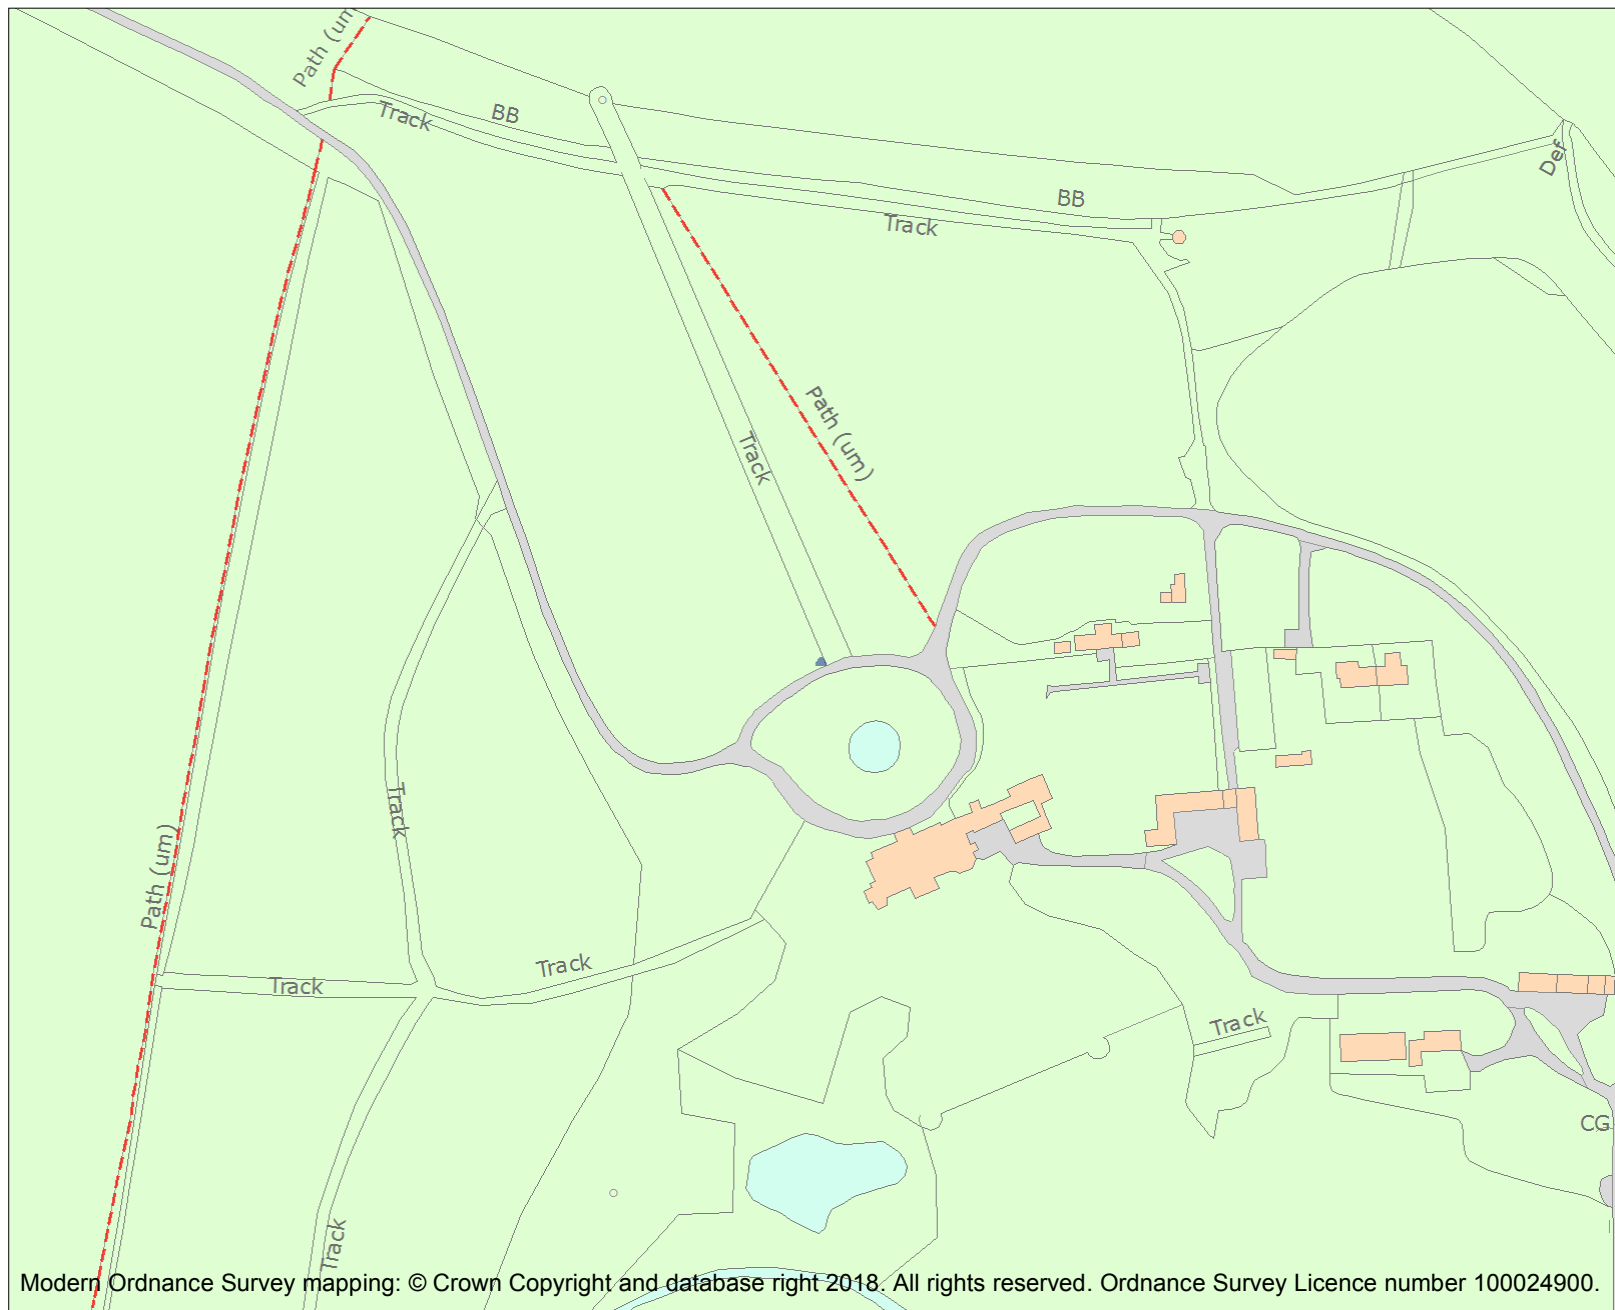 Path (um
Track
BB
Def
BB
Track
Path (um)
Track
Track
Path (um)
Track
Track
Track
CG
Track
Modern Ordnance Survey mapping: © Crown Copyright and database right 2018. All rights reserved. Ordnance Survey Licence number 100024900.